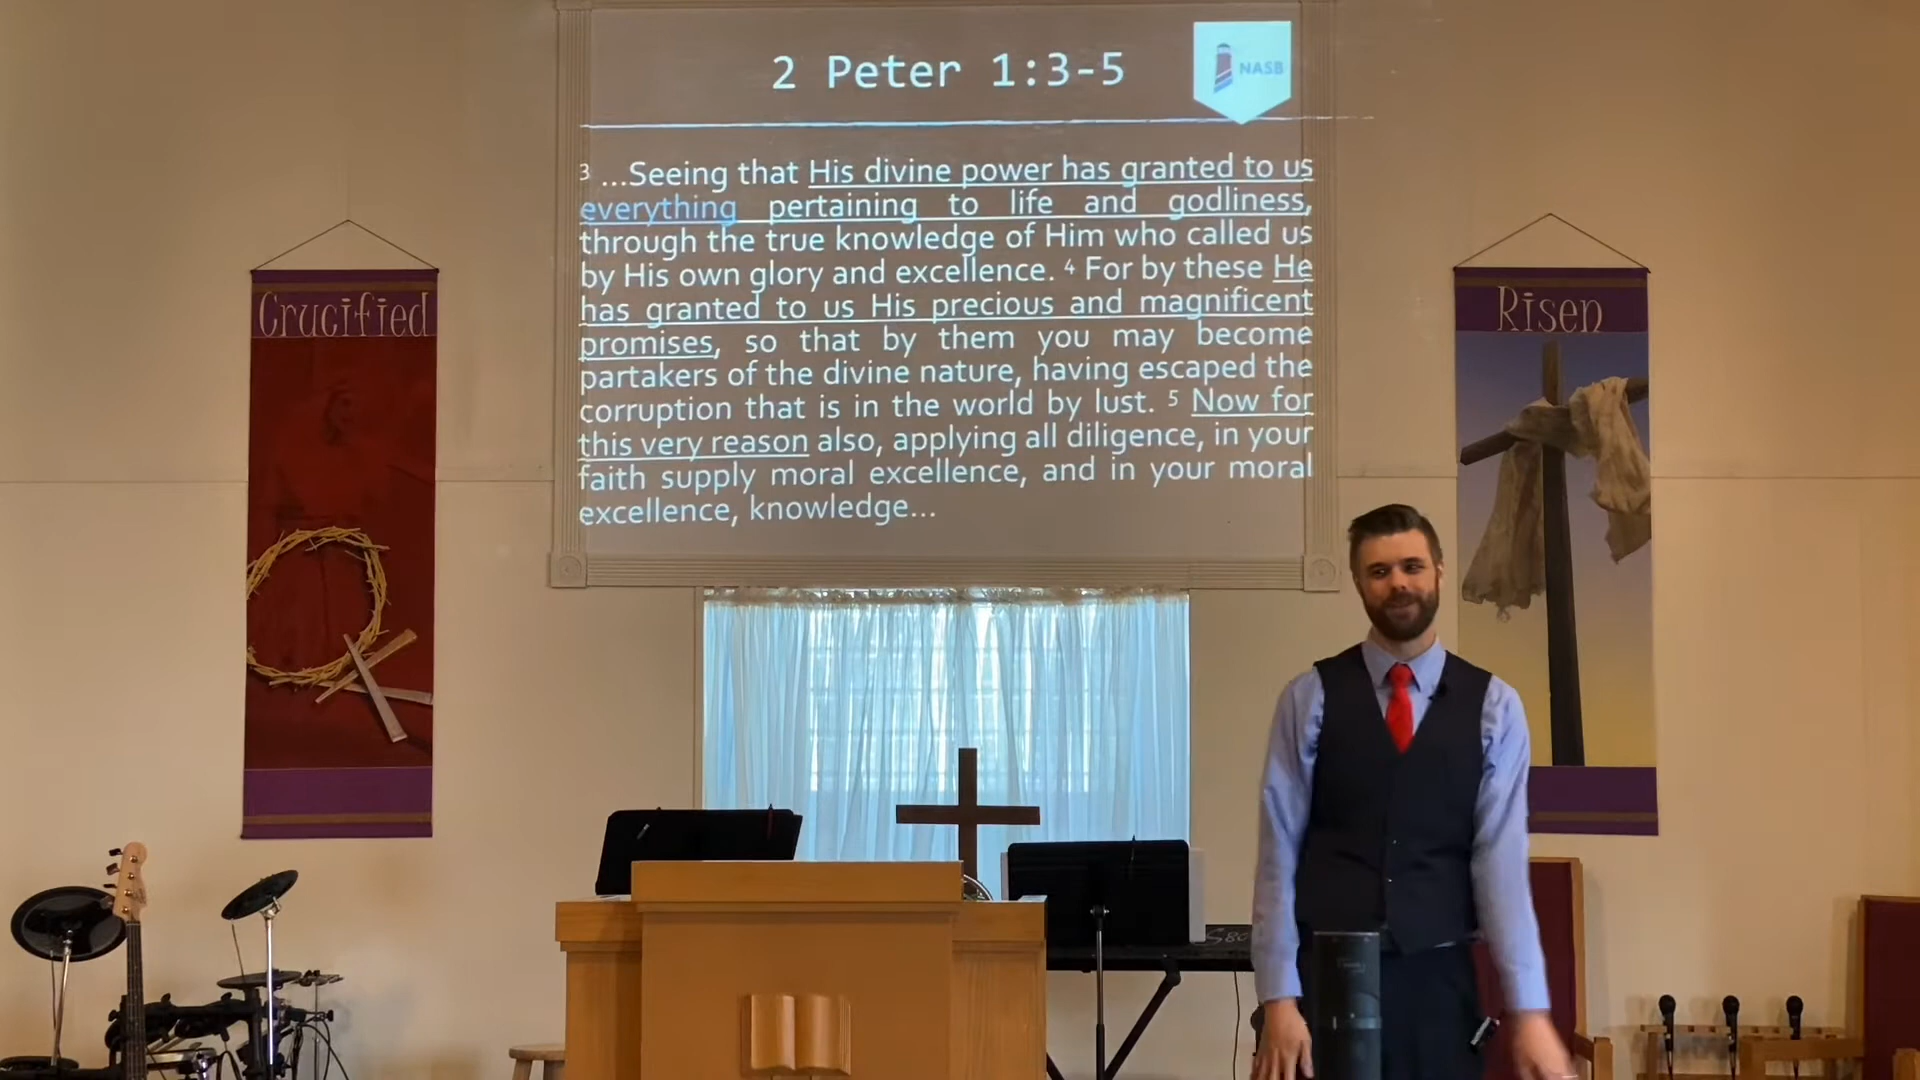 2 Peter 1:3-5
NASB
3 ...Seeing that His divine power has granted to us
everything pertaining to life and godliness,
through the true knowledge of Him who called us
by His own glory and excellence. 4 For by these He
has granted to us His precious and magnificent
promises, so that by them you may become
partakers of the divine nature, having escaped the
corruption that is in the world by lust. 5 Now for
this very reason also, applying all diligence, in your
faith supply moral excellence, and in your moral
excellence, knowledge...
Crucified
Risen